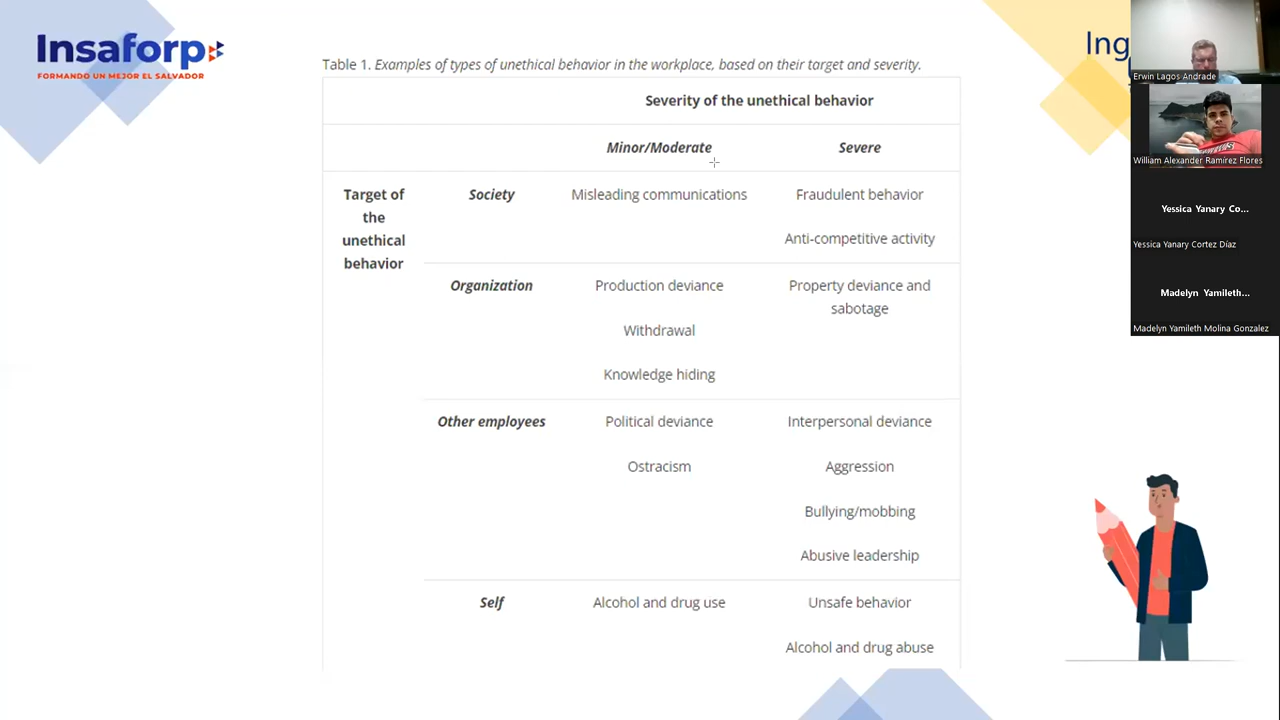 Insaforp
FORMANDO UN MEJOR EL SALVADOR
Ing
Table 1. Examples of types of unethical behavior in the workplace, based on their target and severity.
Severity of the unethical behavior
Minor/Moderate
Severe
Target of
the
unethical
behavior
Society
Misleading communications
Fraudulent behavior
Anti-competitive activity
Organization
Production deviance
Property deviance and
sabotage
Withdrawal
Knowledge hiding
Other employees
Political deviance
Interpersonal deviance
Ostracism
Aggression
Bullying/mobbing
Abusive leadership
Self
Alcohol and drug use
Unsafe behavior
Alcohol and drug abuse
Erwin Lagos Andrade
William Alexander Ramírez Flores
Yessica Yanary Co...
Yessica Yanary Cortez Díaz
Madelyn Yamileth...
Madelyn Yamileth Molina Gonzalez